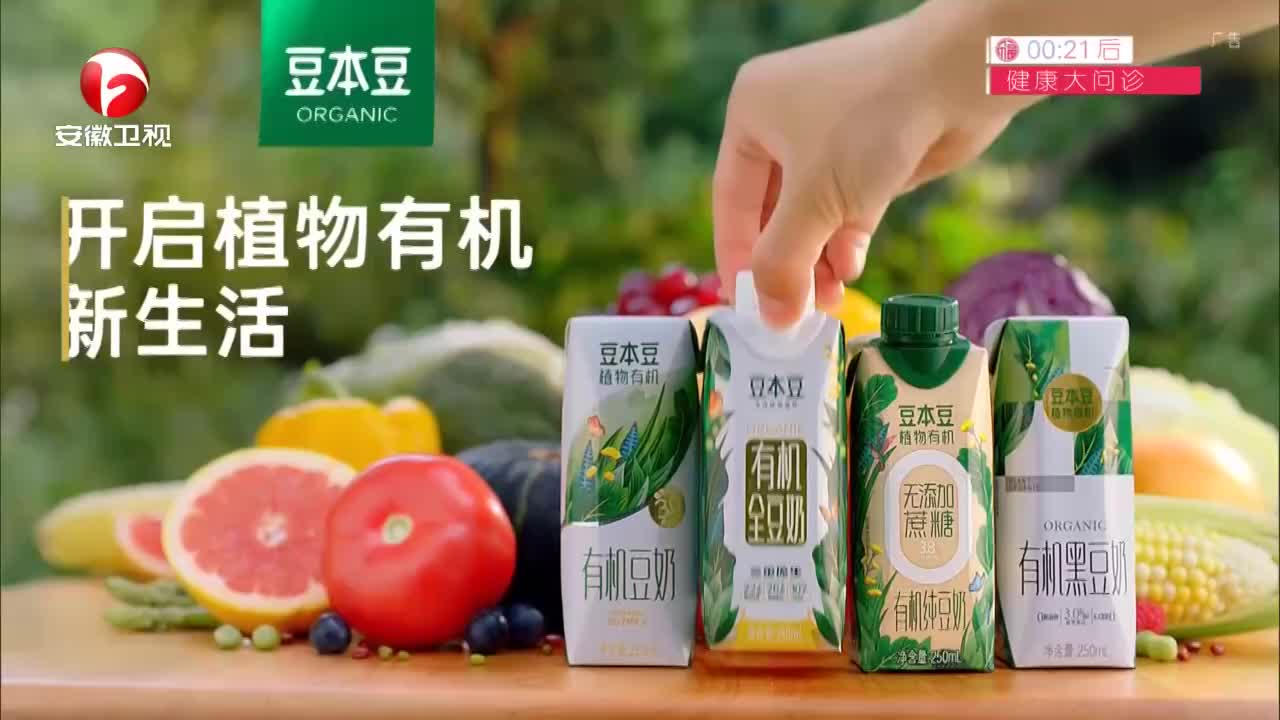 安徽卫视
豆本豆
ORGANIC
00:21后
健康大问诊
广告
开启植物有机
新生活
豆本豆
植物有机
有机豆奶
豆本豆
ORGANIC
有机
全豆奶
豆本豆
植物有机
无添加
蔗糖
3.8
有机纯豆奶
净含量:250mL
豆本豆
植物有机
ORGANIC
有机黑豆奶
净含量:250mL